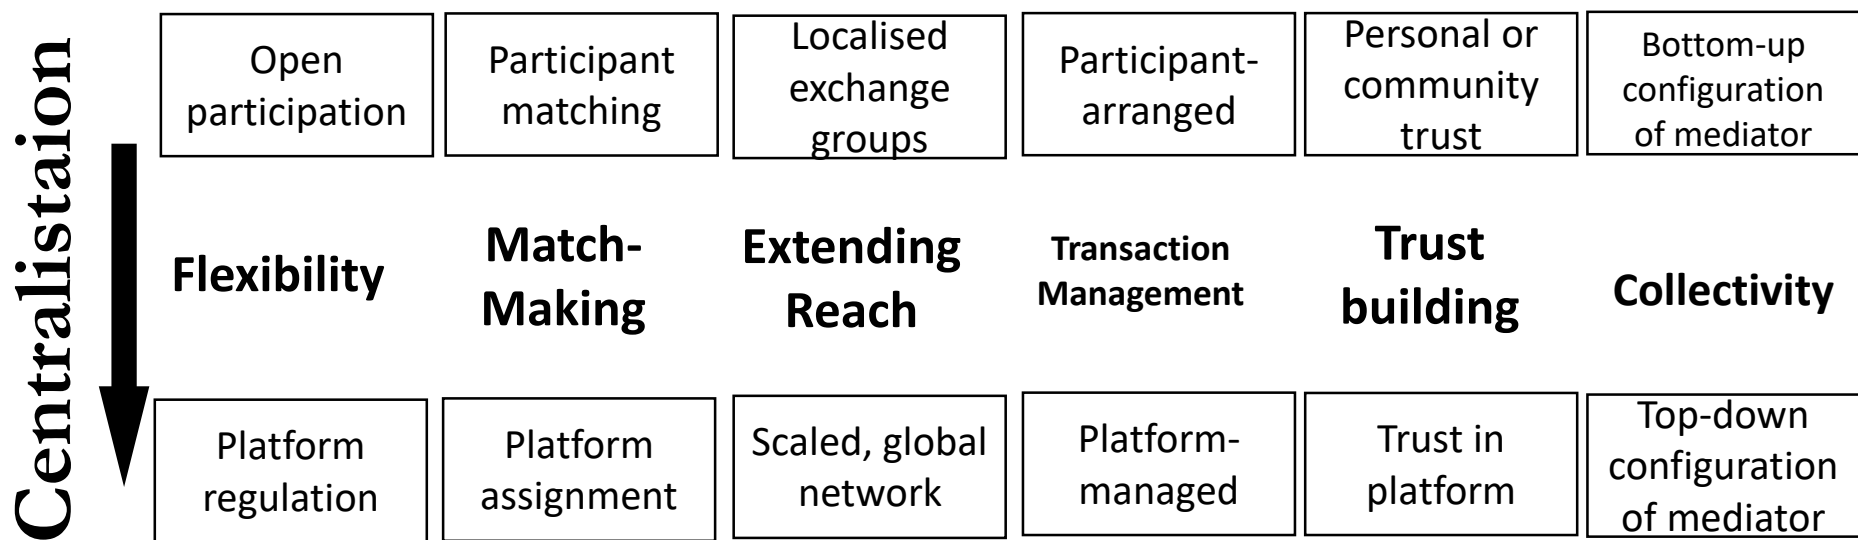 Centralistaion
Open
participation
Participant
matching
Localised
exchange
groups
Participant-
arranged
Personal or
community
trust
Bottom-up
configuration
of mediator
Flexibility
Match-
Making
Extending
Reach
Transaction
Management
Trust
building
Collectivity
Platform
regulation
Platform
assignment
Scaled, global
network
Platform-
managed
Trust in
platform
Top-down
configuration
of mediator